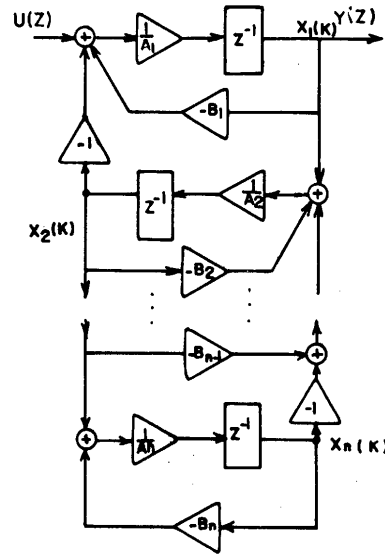 U(Z)
1/A1
Z-1
X1(K)
Y(Z)
-B1
-1
Z-1
1/A2
X2(K)
-B2
-Bn-1
-1
1/An
Z-1
Xn(K)
-Bn